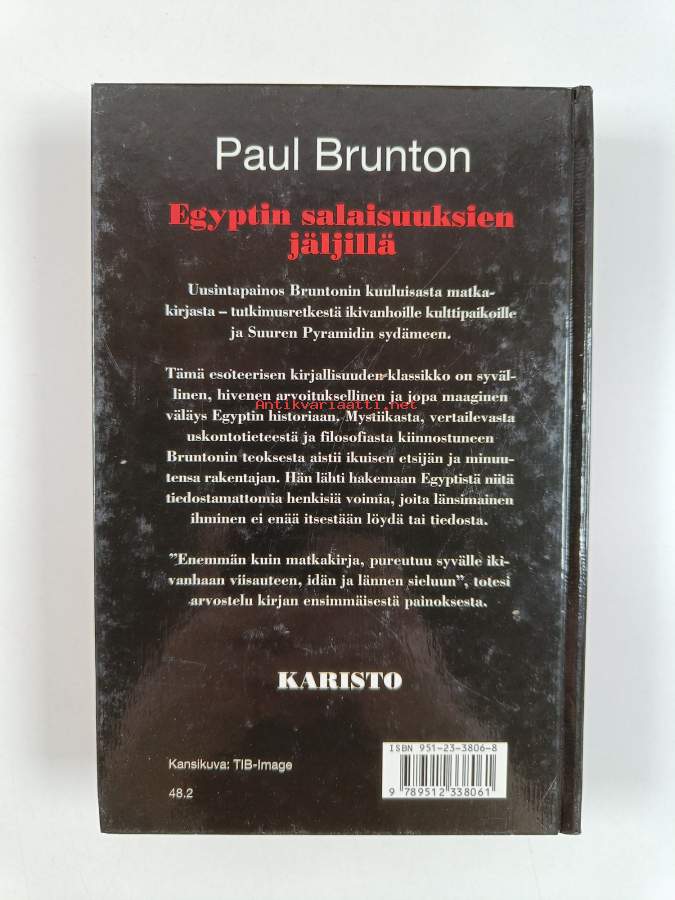 Paul Brunton
Egyptin salaisuuksien
jäljillä
Uusintapainos Bruntonin kuuluisasta matka-
kirjasta – tutkimusretkestä ikivanhoille kulttipaikoille
ja Suuren Pyramidin sydämeen.
Tämä esoteerisen kirjallisuuden klassikko on syväl-
linen, hivenen arvoituksellinen ja jopa maaginen
Antikvariaatti.net
väläys Egyptin historiaan. Mystiikasta, vertailevasta
uskontotieteestä ja filosofiasta kiinnostuneen
Bruntonin teoksesta aistii ikuisen etsijän ja minuu-
tensa rakentajan. Hän lähti hakemaan Egyptistä niitä
tiedostamattomia henkisiä voimia, joita länsimainen
ihminen ei enää itsestään löydä tai tiedosta.
”Enemmän kuin matkakirja, pureutuu syvälle iki-
vanhaan viisauteen, idän ja lännen sieluun”, totesi
arvostelu kirjan ensimmäisestä painoksesta.
KARISTO
ISBN 951-23-3806-8
9 789512 338061
Kansikuva: TIB-Image
48.2